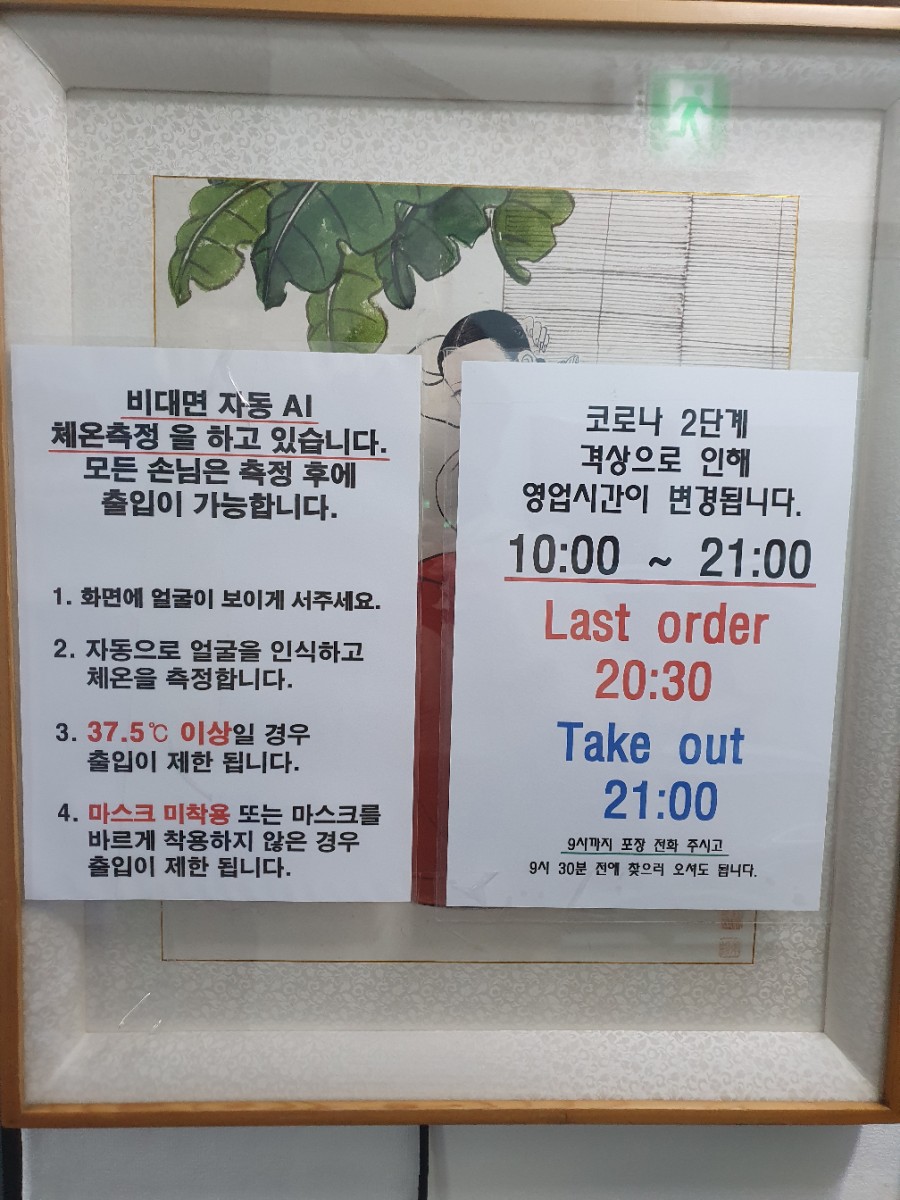 비대면 자동 AI
체온측정 을 하고 있습니다.
모든 손님은 측정 후에
출입이 가능합니다.
1. 화면에 얼굴이 보이게 서주세요.
2. 자동으로 얼굴을 인식하고
체온을 측정합니다.
3. 37.5℃ 이상일 경우
출입이 제한 됩니다.
4. 마스크 미착용 또는 마스크를
바르게 착용하지 않은 경우
출입이 제한 됩니다.
코로나 2단계
격상으로 인해
영업시간이 변경됩니다.
10:00 ~ 21:00
Last order
20:30
Take out
21:00
9시까지 포장 전화 주시고
9시 30분 전에 찾으러 오셔도 됩니다.